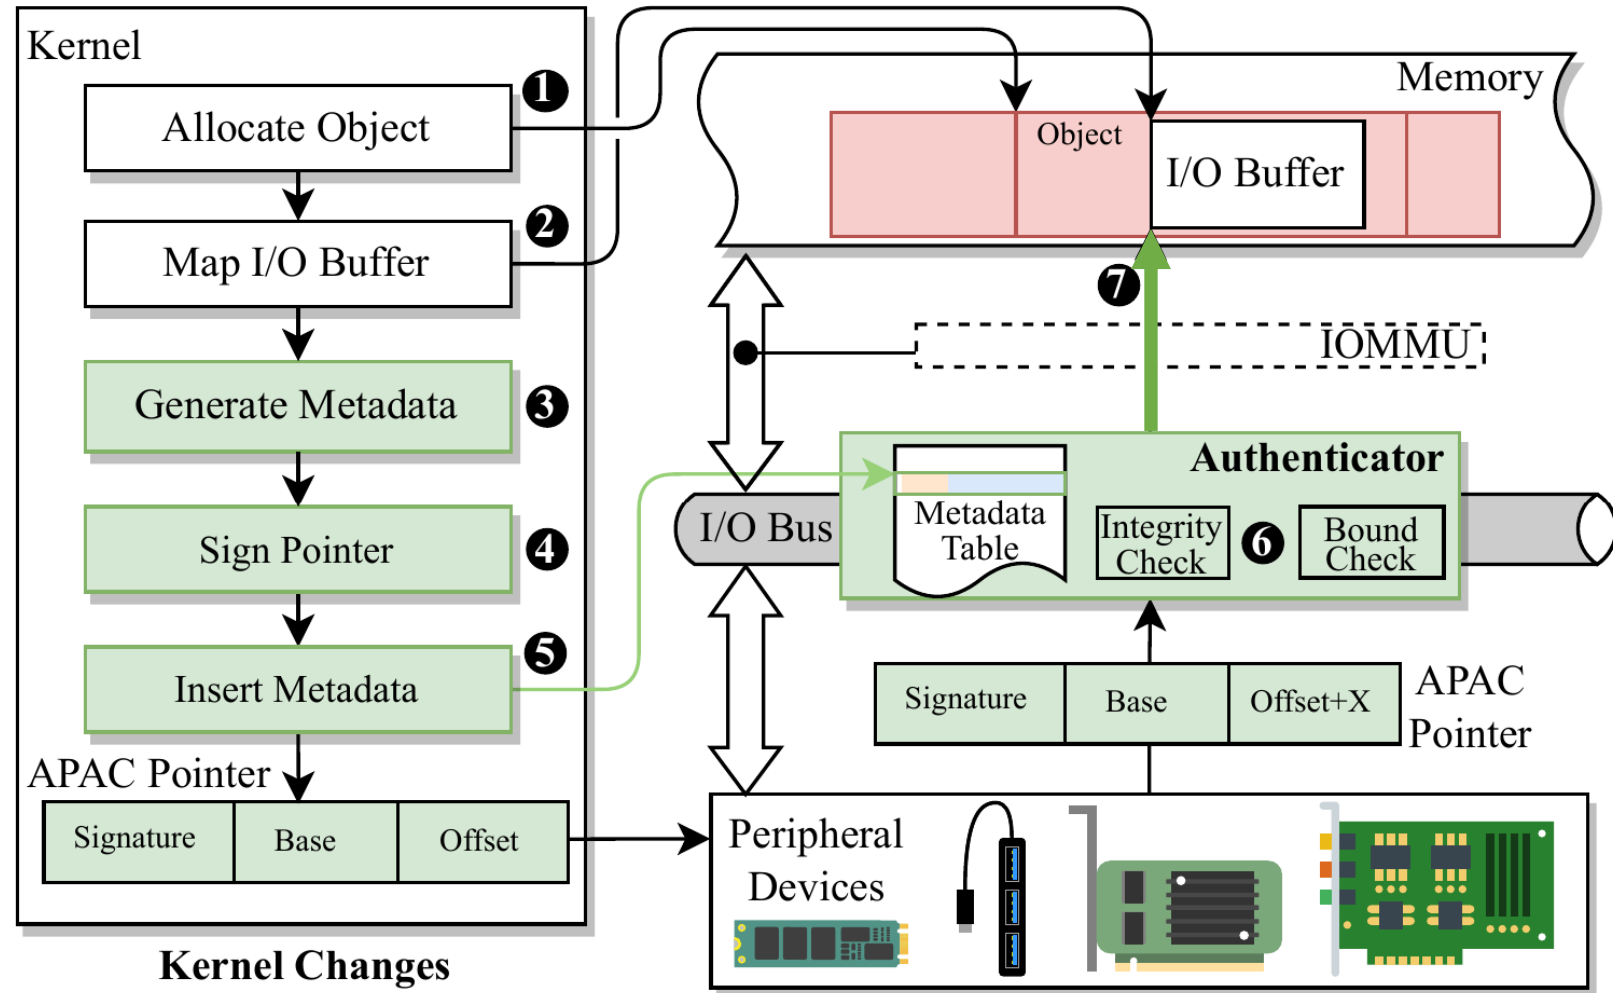 Kernel
1
Allocate Object
2
Map I/O Buffer
3
Generate Metadata
4
Sign Pointer
5
Insert Metadata
APAC Pointer
Signature
Base
Offset
Kernel Changes
Memory
Object
I/O Buffer
7
IOMMU
Authenticator
I/O Bus
Metadata
Table
Integrity
Check
6
Bound
Check
Signature
Base
Offset+X
APAC
Pointer
Peripheral
Devices